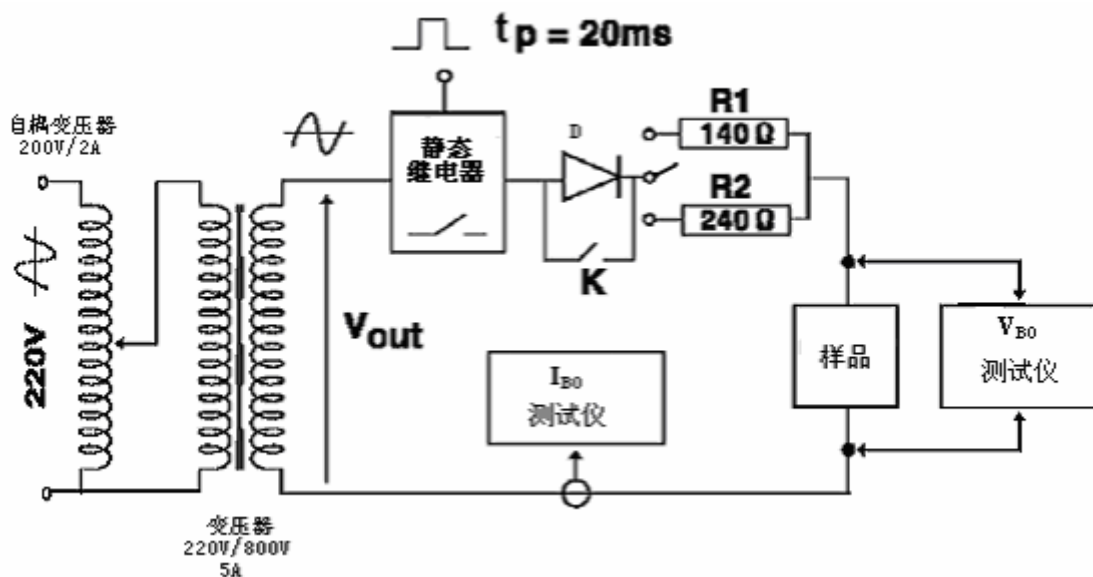 tp = 20ms
自耦变压器
200V/2A
220V
Vout
静态
继电器
D
K
R1
140Ω
R2
240Ω
IBO
测试仪
样品
VBO
测试仪
变压器
220V/800V
5A